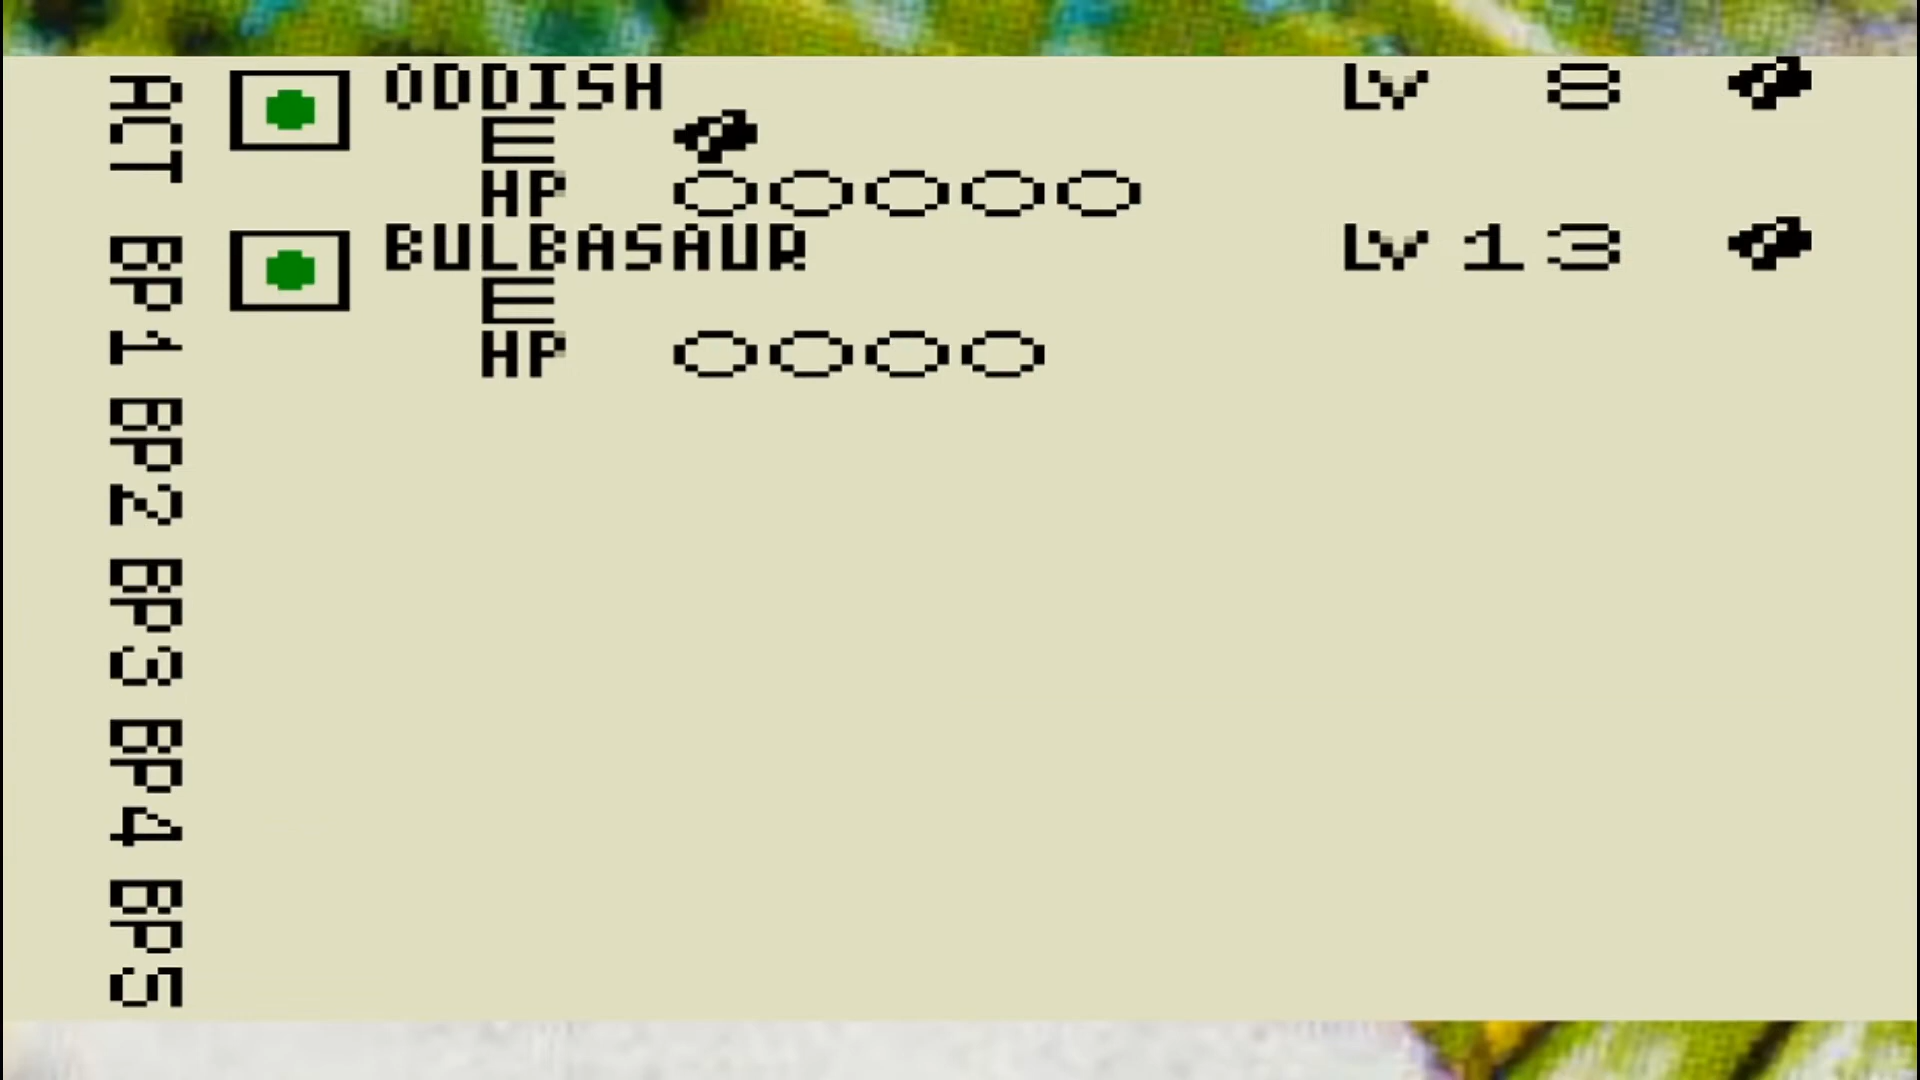 ACT ODDISH Lv 8
E
HP
BP1 BULBASAUR Lv 13
E
HP
BP2
BP3
BP4
BP5